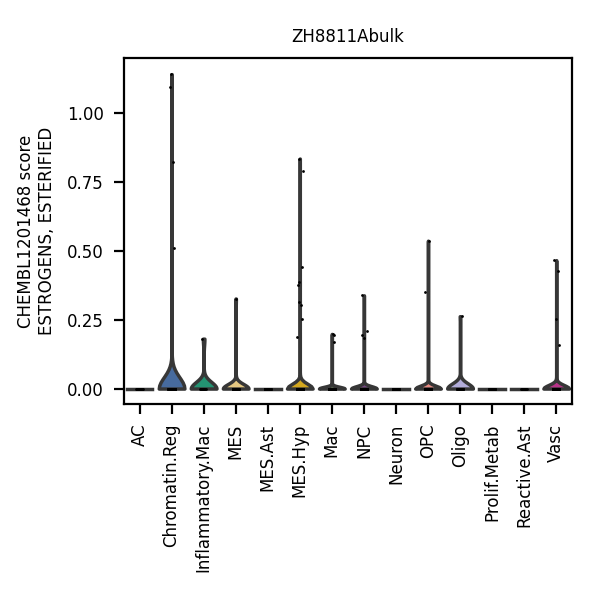 ZH8811Abulk
CHEMBL1201468 score
ESTROGENS, ESTERIFIED
1.00
0.75
0.50
0.25
0.00
AC
Chromatin.Reg
Inflammatory.Mac
MES
MES.Ast
MES.Hyp
Mac
NPC
Neuron
OPC
Oligo
Prolif.Metab
Reactive.Ast
Vasc